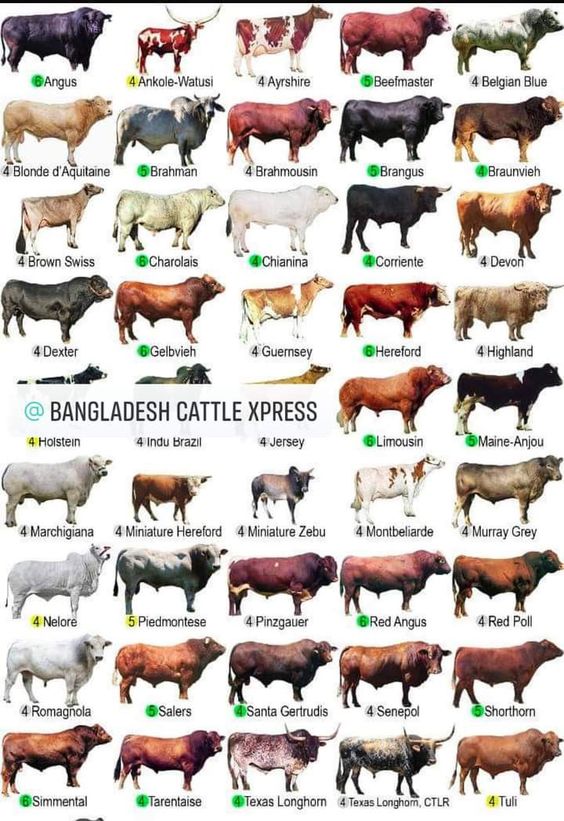 6 Angus 4 Ankole-Watusi 4 Ayrshire 5 Beefmaster 4 Belgian Blue
4 Blonde d'Aquitaine 5 Brahman 4 Brahmousin 5 Brangus 4 Braunvieh
4 Brown Swiss 6 Charolais 4 Chianina 4 Corriente 4 Devon
4 Dexter 6 Gelbvieh 4 Guernsey 6 Hereford 4 Highland
@ BANGLADESH CATTLE XPRESS
4 Holstein 4 Indu Brazil 4 Jersey 6 Limousin 5 Maine-Anjou
4 Marchigiana 4 Miniature Hereford 4 Miniature Zebu 4 Montbeliarde 4 Murray Grey
4 Nelore 5 Piedmontese 4 Pinzgauer 6 Red Angus 4 Red Poll
4 Romagnola 5 Salers 4 Santa Gertrudis 4 Senepol 5 Shorthorn
6 Simmental 4 Tarentaise 4 Texas Longhorn 4 Texas Longhorn, CTLR 4 Tuli